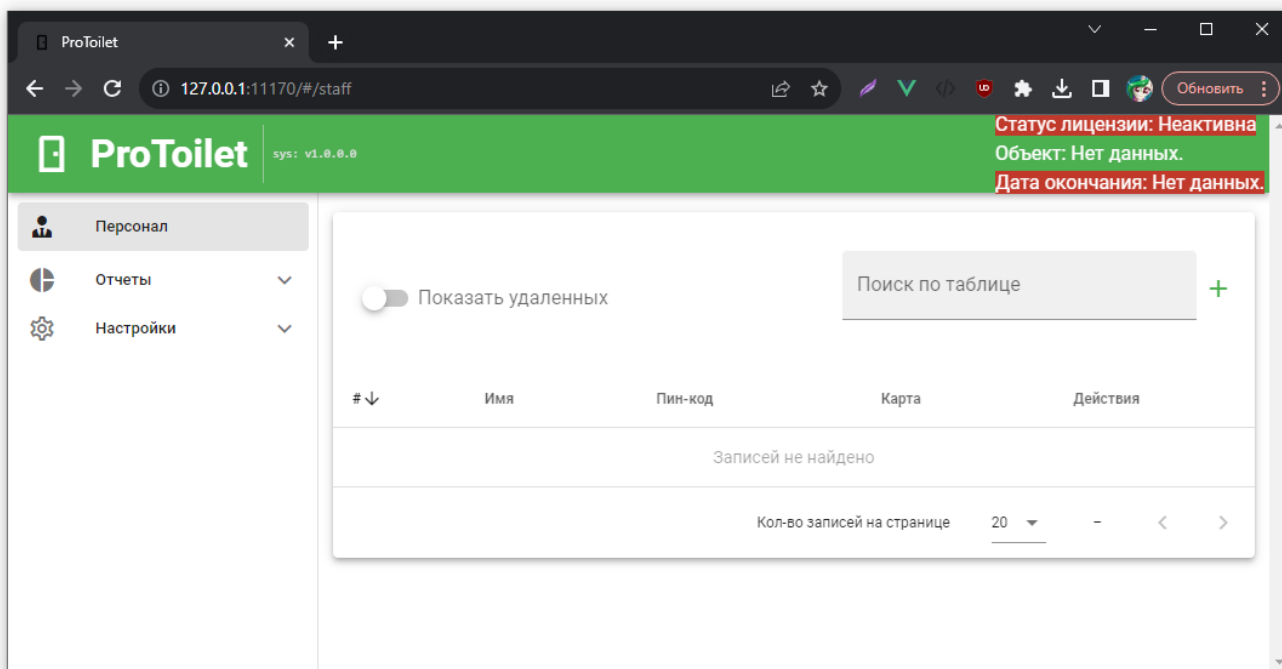 ProToilet
127.0.0.1:11170/#/staff
Обновить
ProToilet
sys: v1.0.0.0
Статус лицензии: Неактивна
Объект: Нет данных.
Дата окончания: Нет данных.
Персонал
Отчеты
Настройки
Показать удаленных
Поиск по таблице
# Имя Пин-код Карта Действия
Записей не найдено
Кол-во записей на странице 20 –